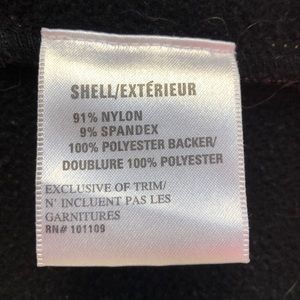 SHELL/EXTÉRIEUR
91% NYLON
9% SPANDEX
100% POLYESTER BACKER/
DOUBLURE 100% POLYESTER
EXCLUSIVE OF TRIM/
N' INCLUENT PAS LES
GARNITURES
RN# 101109